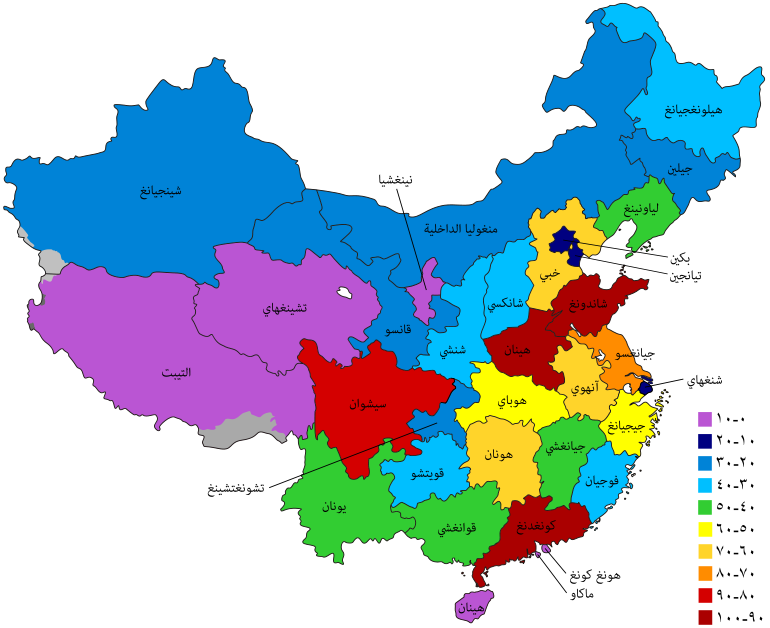 هيلونغجيانغ
جيلين
نينغشيا
شينجيانغ
لياونينغ
منغوليا الداخلية
بكين
تيانجين
خبي
شانكسي
تشينغهاي
شاندونغ
قانسو
شنشي
هينان
جيانغسو
التيبت
شنغهاي
آنهوي
سيشوان
هوباي
جيجيانغ
جيانغشي
هونان
قويتشو
فوجيان
تشونغتشينغ
يونان
قوانغشي
كونغدنغ
هونغ كونغ
ماكاو
هينان
١٠-٠
٢٠-١٠
٣٠-٢٠
٤٠-٣٠
٥٠-٤٠
٦٠-٥٠
٧٠-٦٠
٨٠-٧٠
٩٠-٨٠
١٠٠-٩٠